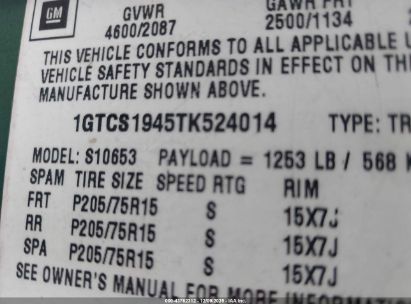 GM
GVWR
4600/2087
GAWR FRT
2500/1134
THIS VEHICLE CONFORMS TO ALL APPLICABLE
VEHICLE SAFETY STANDARDS IN EFFECT ON THE
MANUFACTURE SHOWN ABOVE.
1GTCS1945TK524014 TYPE: TR
MODEL: S10653 PAYLOAD = 1253 LB / 568
SPAM TIRE SIZE SPEED RTG RIM
FRT P205/75R15 S 15X7J
RR P205/75R15 S 15X7J
SPA P205/75R15 S 15X7J
SEE OWNER'S MANUAL FOR MORE INFORMATION